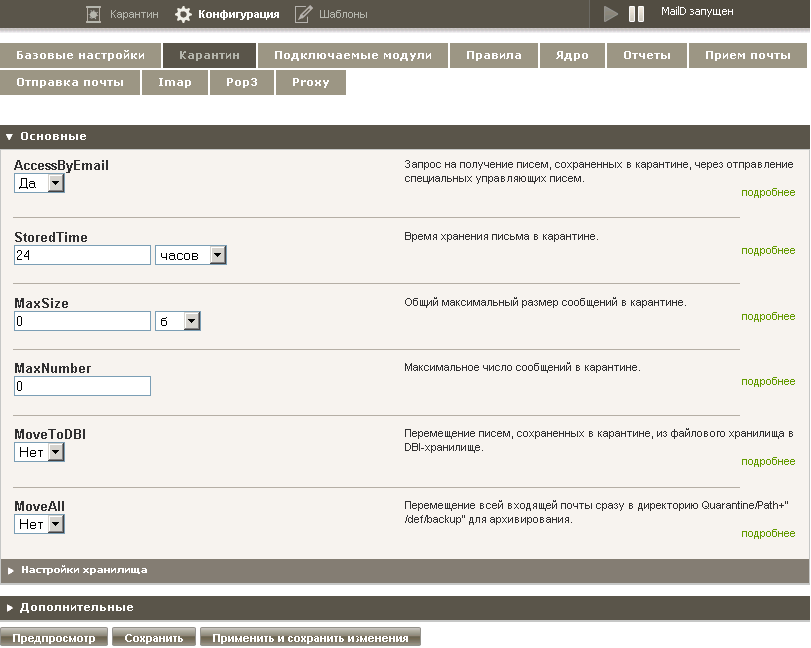 Карантин Конфигурация Шаблоны MailD запущен
Базовые настройки Карантин Подключаемые модули Правила Ядро Отчеты Прием почты
Отправка почты Imap Pop3 Proxy
Основные
AccessByEmail
Да
Запрос на получение писем, сохраненных в карантине, через отправление
специальных управляющих писем.
подробнее
StoredTime
24 часов
Время хранения письма в карантине.
подробнее
MaxSize
0 б
Общий максимальный размер сообщений в карантине.
подробнее
MaxNumber
0
Максимальное число сообщений в карантине.
подробнее
MoveToDBI
Нет
Перемещение писем, сохраненных в карантине, из файлового хранилища в
DBI-хранилище.
подробнее
MoveAll
Нет
Перемещение всей входящей почты сразу в директорию Quarantine/Path+"
/def/backup" для архивирования.
подробнее
Настройки хранилища
Дополнительные
Предпросмотр Сохранить Применить и сохранить изменения